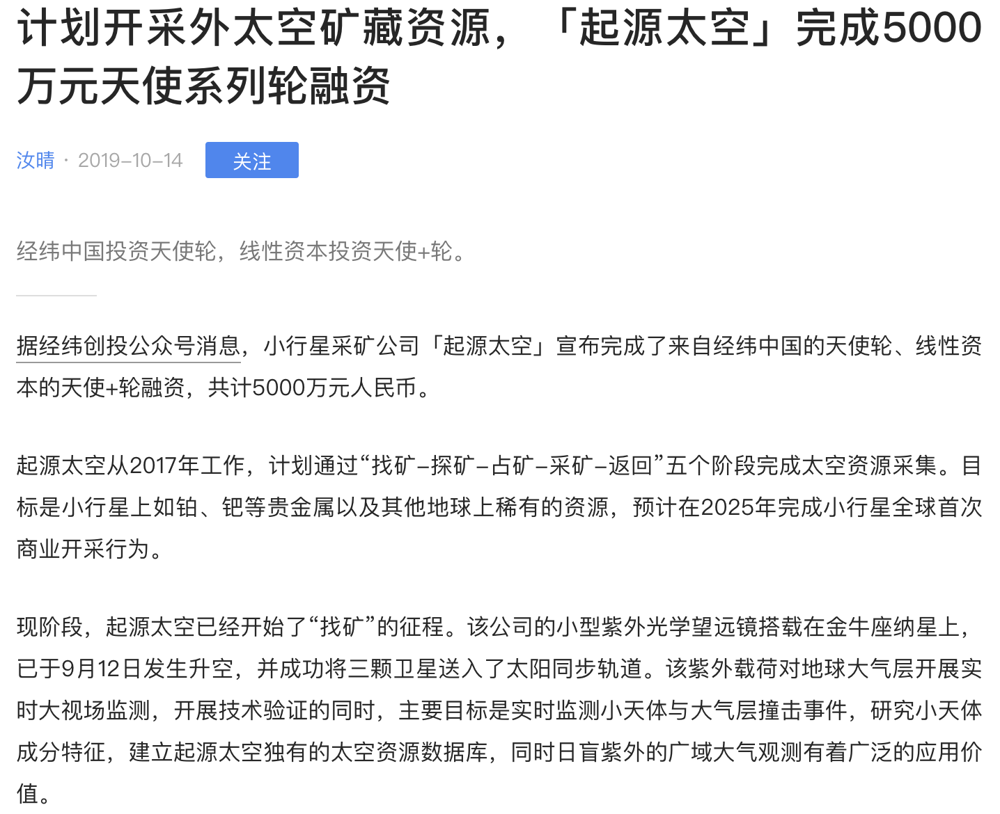 计划开采外太空矿藏资源，「起源太空」完成5000
万元天使系列轮融资
汝晴 · 2019-10-14 关注
经纬中国投资天使轮，线性资本投资天使+轮。
据经纬创投公众号消息，小行星采矿公司「起源太空」宣布完成了来自经纬中国的天使轮、线性资
本的天使+轮融资，共计5000万元人民币。
起源太空从2017年工作，计划通过“找矿-探矿-占矿-采矿-返回”五个阶段完成太空资源采集。目
标是小行星上如铂、钯等贵金属以及其他地球上稀有的资源，预计在2025年完成小行星全球首次
商业开采行为。
现阶段，起源太空已经开始了“找矿”的征程。该公司的小型紫外光学望远镜搭载在金牛座纳星上，
已于9月12日发生升空，并成功将三颗卫星送入了太阳同步轨道。该紫外载荷对地球大气层开展实
时大视场监测，开展技术验证的同时，主要目标是实时监测小天体与大气层撞击事件，研究小天体
成分特征，建立起源太空独有的太空资源数据库，同时日盲紫外的广域大气观测有着广泛的应用价
值。